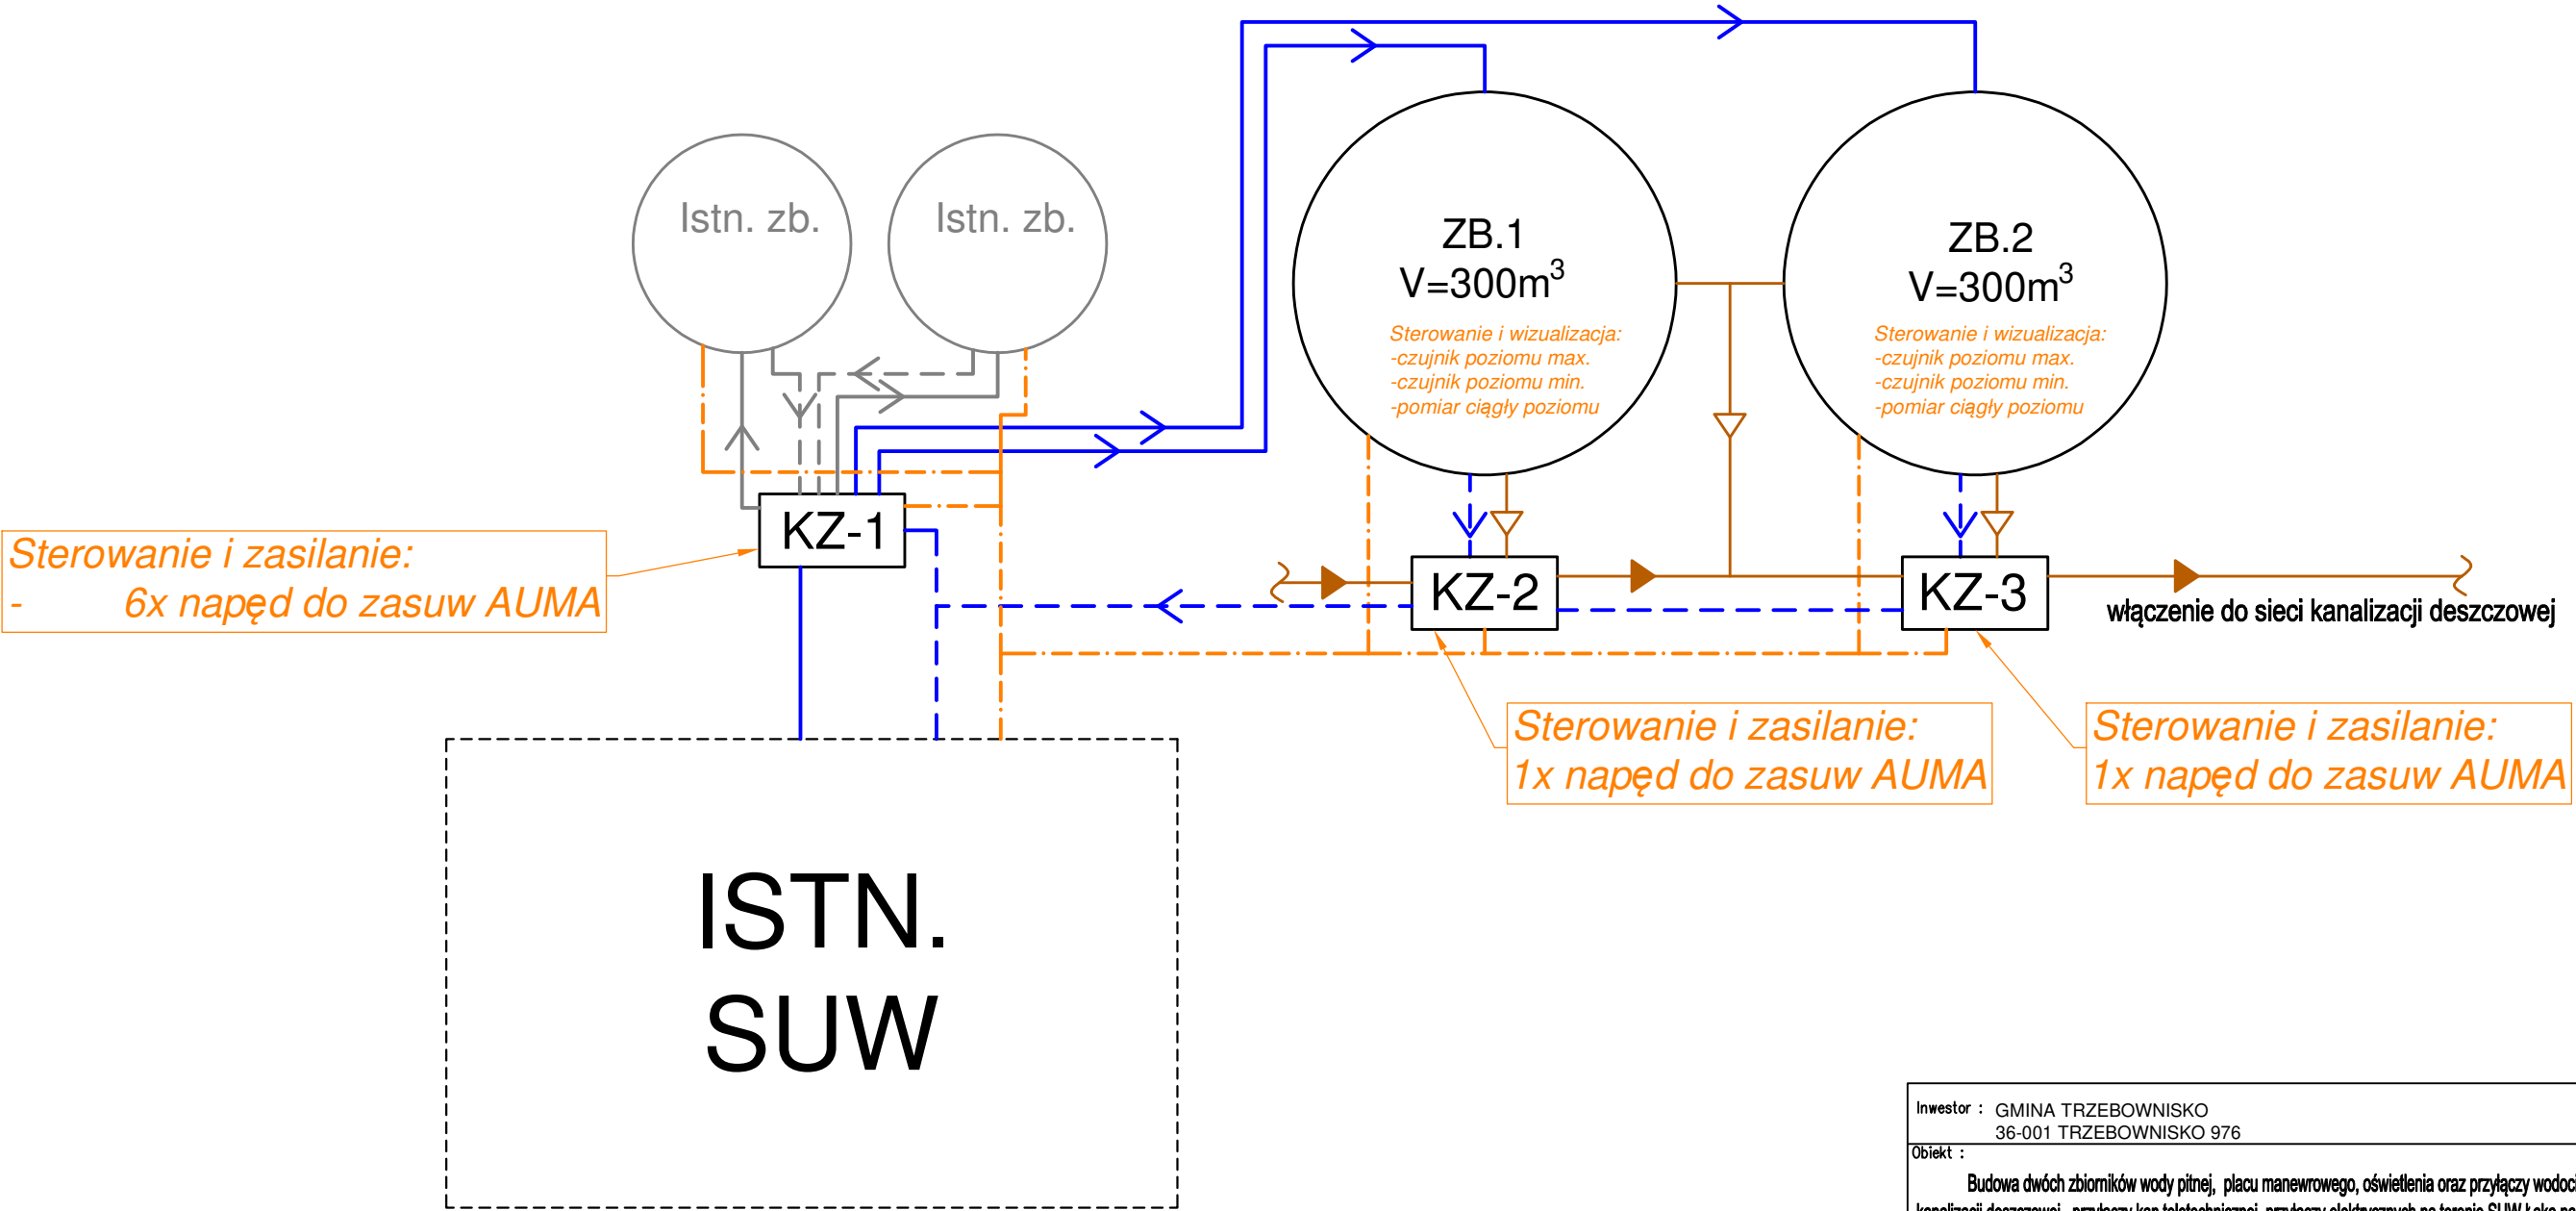 Istn. zb.
Istn. zb.
ZB.1
V=300m³
Sterowanie i wizualizacja:
-czujnik poziomu max.
-czujnik poziomu min.
-pomiar ciągły poziomu
ZB.2
V=300m³
Sterowanie i wizualizacja:
-czujnik poziomu max.
-czujnik poziomu min.
-pomiar ciągły poziomu
KZ-1
Sterowanie i zasilanie:
- 6x napęd do zasuw AUMA
KZ-2
KZ-3
włączenie do sieci kanalizacji deszczowej
Sterowanie i zasilanie:
1x napęd do zasuw AUMA
Sterowanie i zasilanie:
1x napęd do zasuw AUMA
ISTN.
SUW
Inwestor : GMINA TRZEBOWNISKO
36-001 TRZEBOWNISKO 976
Obiekt :
Budowa dwóch zbiorników wody pitnej, placu manewrowego, oświetlenia oraz przyłączy